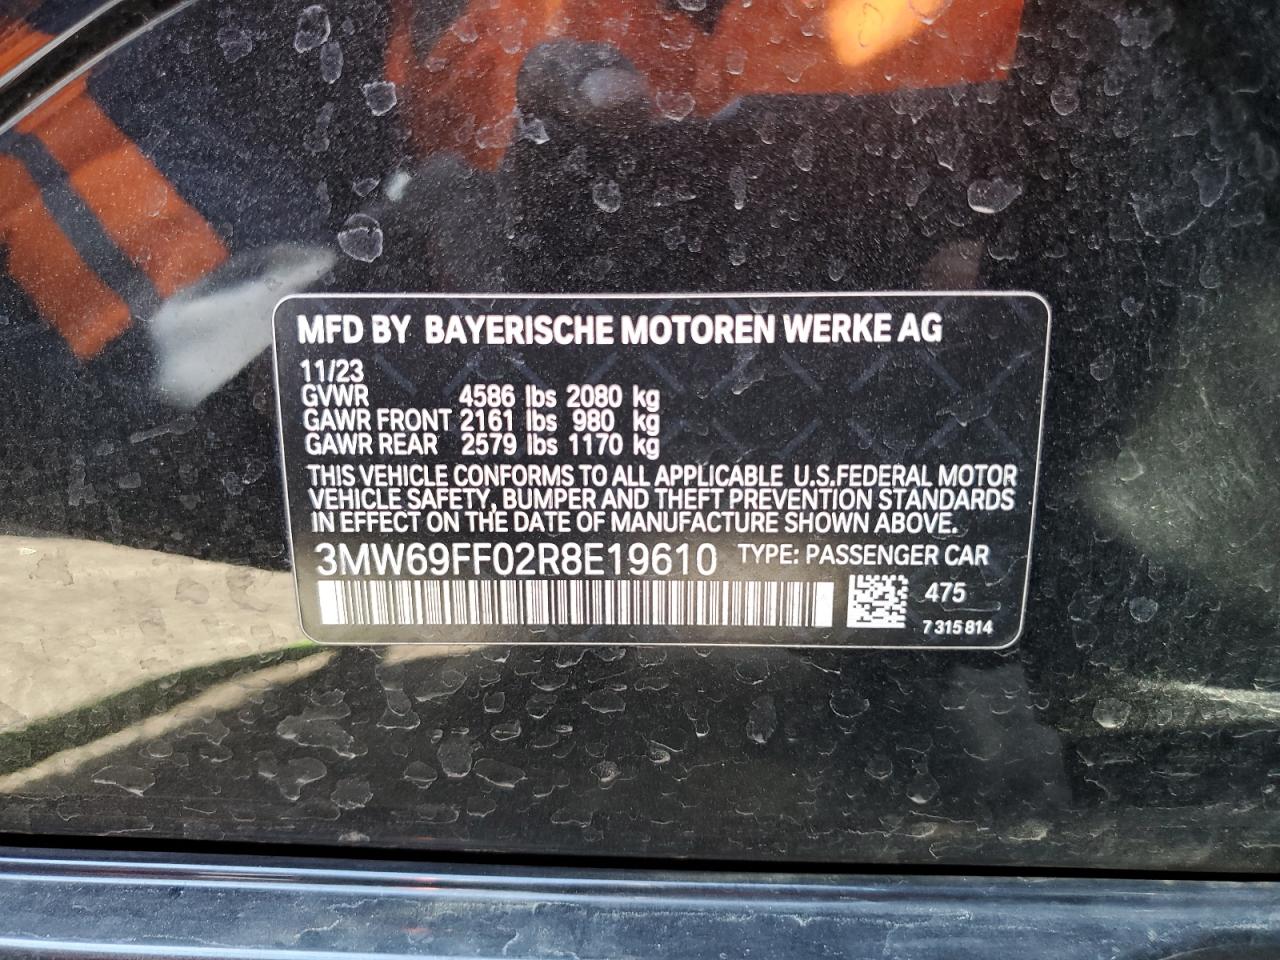 MFD BY BAYERISCHE MOTOREN WERKE AG
11/23
GVWR 4586 lbs 2080 kg
GAWR FRONT 2161 lbs 980 kg
GAWR REAR 2579 lbs 1170 kg
THIS VEHICLE CONFORMS TO ALL APPLICABLE U.S.FEDERAL MOTOR
VEHICLE SAFETY, BUMPER AND THEFT PREVENTION STANDARDS
IN EFFECT ON THE DATE OF MANUFACTURE SHOWN ABOVE.
3MW69FF02R8E19610 TYPE: PASSENGER CAR
475
7 315 814